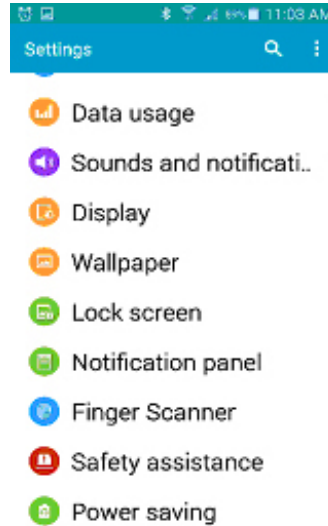 11:03 AM
Settings
Data usage
Sounds and notificati..
Display
Wallpaper
Lock screen
Notification panel
Finger Scanner
Safety assistance
Power saving